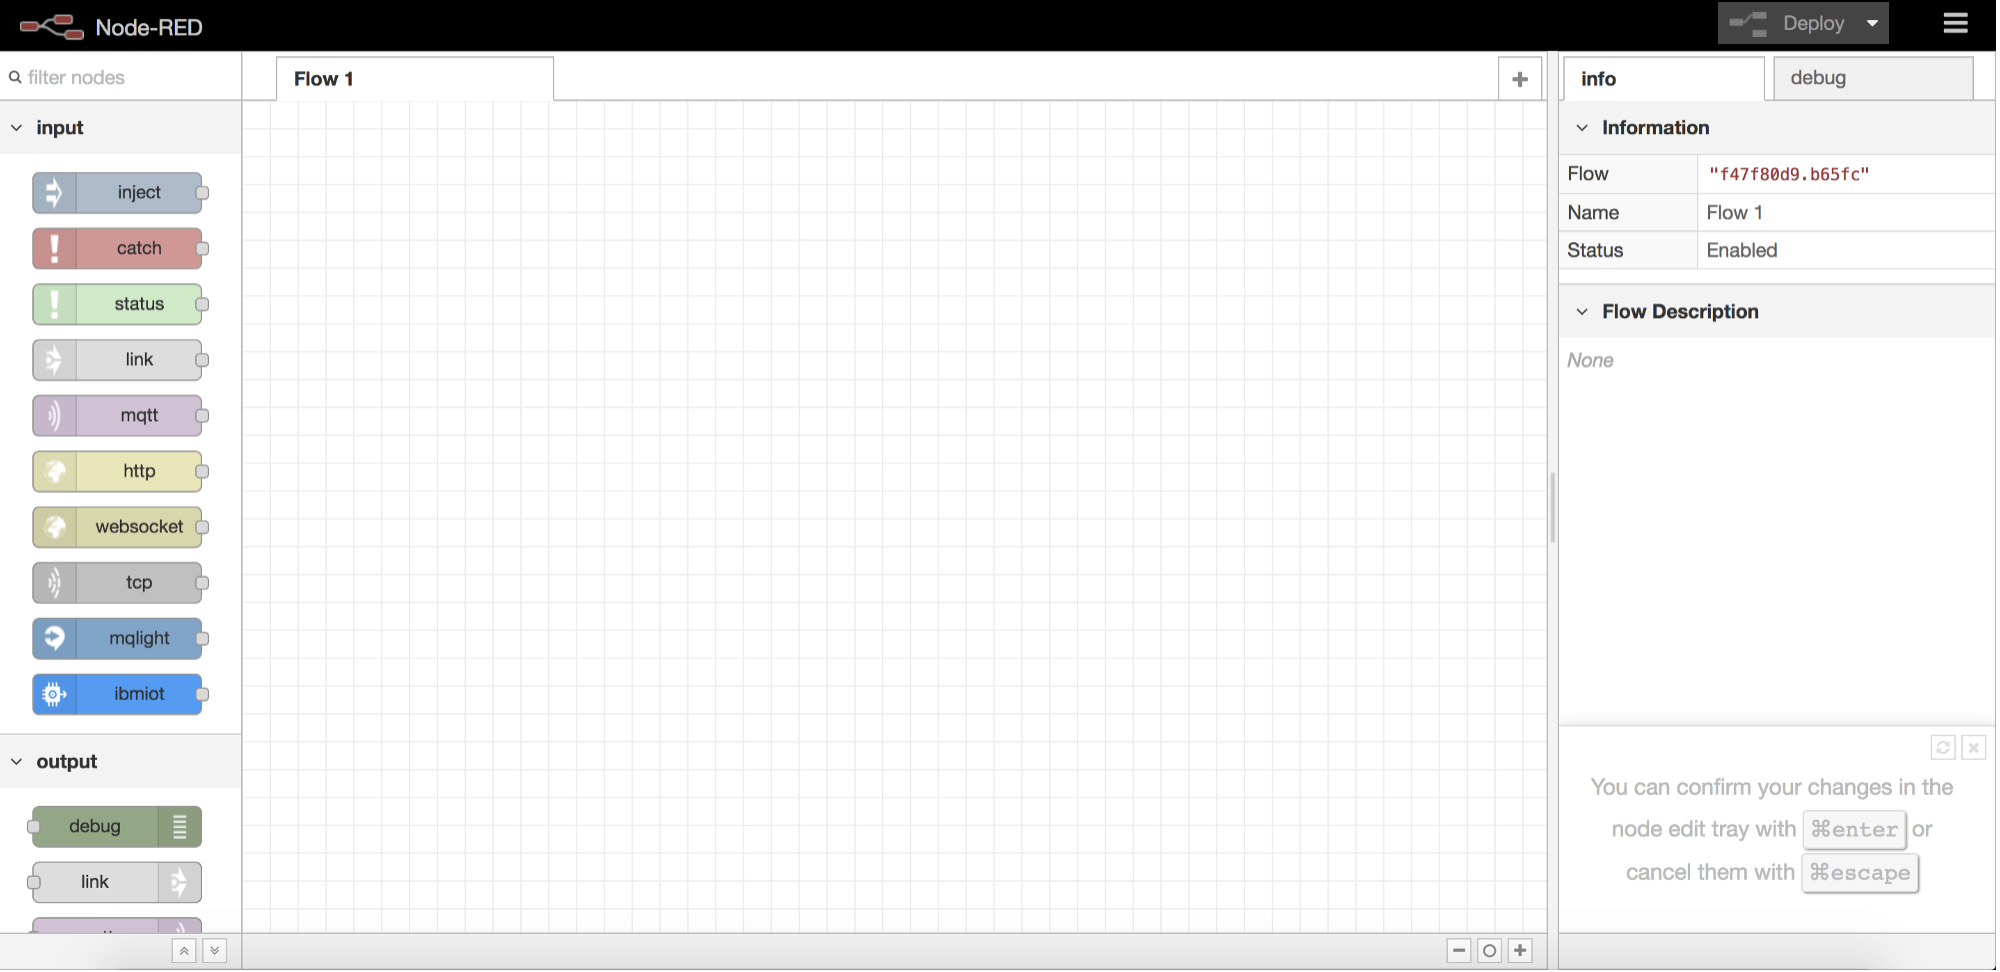 Node-RED
Deploy
filter nodes
Flow 1
info
debug
input
inject
catch
status
link
mqtt
http
websocket
tcp
mqlight
ibmiot
output
debug
link
Information
Flow "f47f80d9.b65fc"
Name Flow 1
Status Enabled
Flow Description
None
You can confirm your changes in the
node edit tray with ⌘enter or
cancel them with ⌘escape